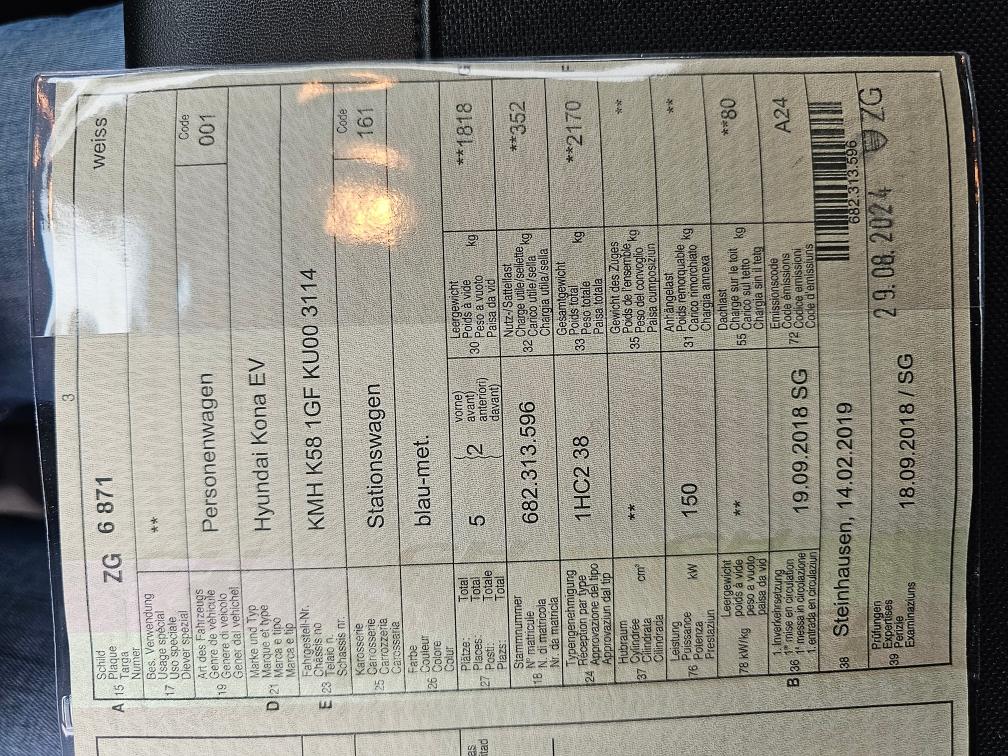 3
A 15 Schild Plaque Targa Numer
ZG 6 871
weiss
17 Bes. Verwendung Usage spécial Uso speciale Diever spezial
**
19 Art des Fahrzeugs Genre de véhicule Genere di veicolo Gener dal vehichel
Personenwagen
Code
001
D 21 Marke und Typ Marque et type Marca e tipo Marca e tip
Hyundai Kona EV
E 23 Fahrgestell-Nr. Châssis no Telaio n. Schassis nr.
KMH K58 1GF KU00 3114
25 Karosserie Carrosserie Carrozzeria Carossaria
Stationswagen
Code
161
26 Farbe Couleur Colore Colur
blau-met.
27 Plätze: Places: Posti: Plazs:
Total Total Totale Total
5
2
vorne) avant) anteriori) davant)
30 Leergewicht Poids à vide Peso a vuoto Paisa da vid
kg
**1818
G
18 Stammnummer N° matricule N. di matricola Nr. da matricla
682.313.596
32 Nutz-/Sattellast Charge utile/sellette Carico utile/ sella Chargia utila/sella
kg
**352
24 Typengenehmigung Réception par type Approvazione del tipo Approvaziun dal tip
1HC2 38
33 Gesamtgewicht Poids total Peso totale Paisa totala
kg
**2170
F
37 Hubraum Cylindrée Cilindrata Cilindrada
cm³
**
35 Gewicht des Zuges Poids de l'ensemble Peso del convoglio Paisa cumposiziun
kg
**
76 Leistung Puissance Potenza Prestaziun
kW
150
31 Anhängelast Poids remorquable Carico rimorchiato Chargia annexa
kg
**
78 kW/kg
Leergewicht poids à vide peso a vuoto paisa da vid
**
55 Dachlast Charge sur le toit Carico sul tetto Chargia sin il tetg
kg
**80
B 36 1. Inverkehrsetzung 1re mise en circulation 1a messa in circolazione 1. entrada en circulaziun
19.09.2018 SG
72 Emissionscode Code émissions Codice emissioni Code d'emissiuns
A24
38 Steinhausen, 14.02.2019
682.313.596
39 Prüfungen Expertises Perizie Examinaziuns
18.09.2018 / SG
29.08.2024 ZG